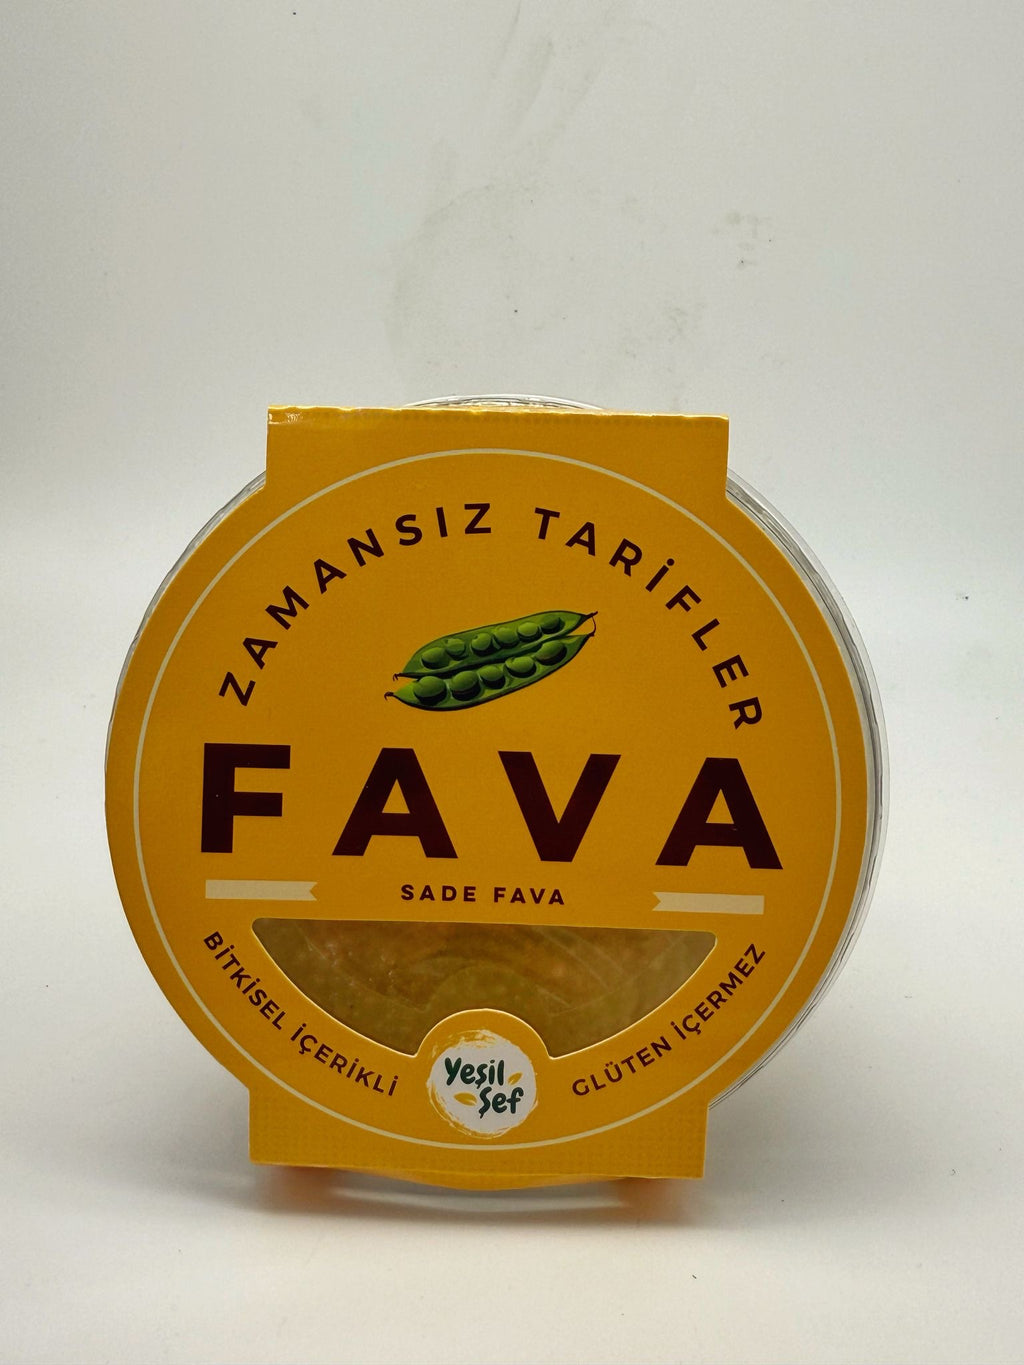 ZAMANSIZ TARİFLER
FAVA
SADE FAVA
BİTKİSEL İÇERİKLİ
GLÜTEN İÇERMEZ
Yeşil
Şef